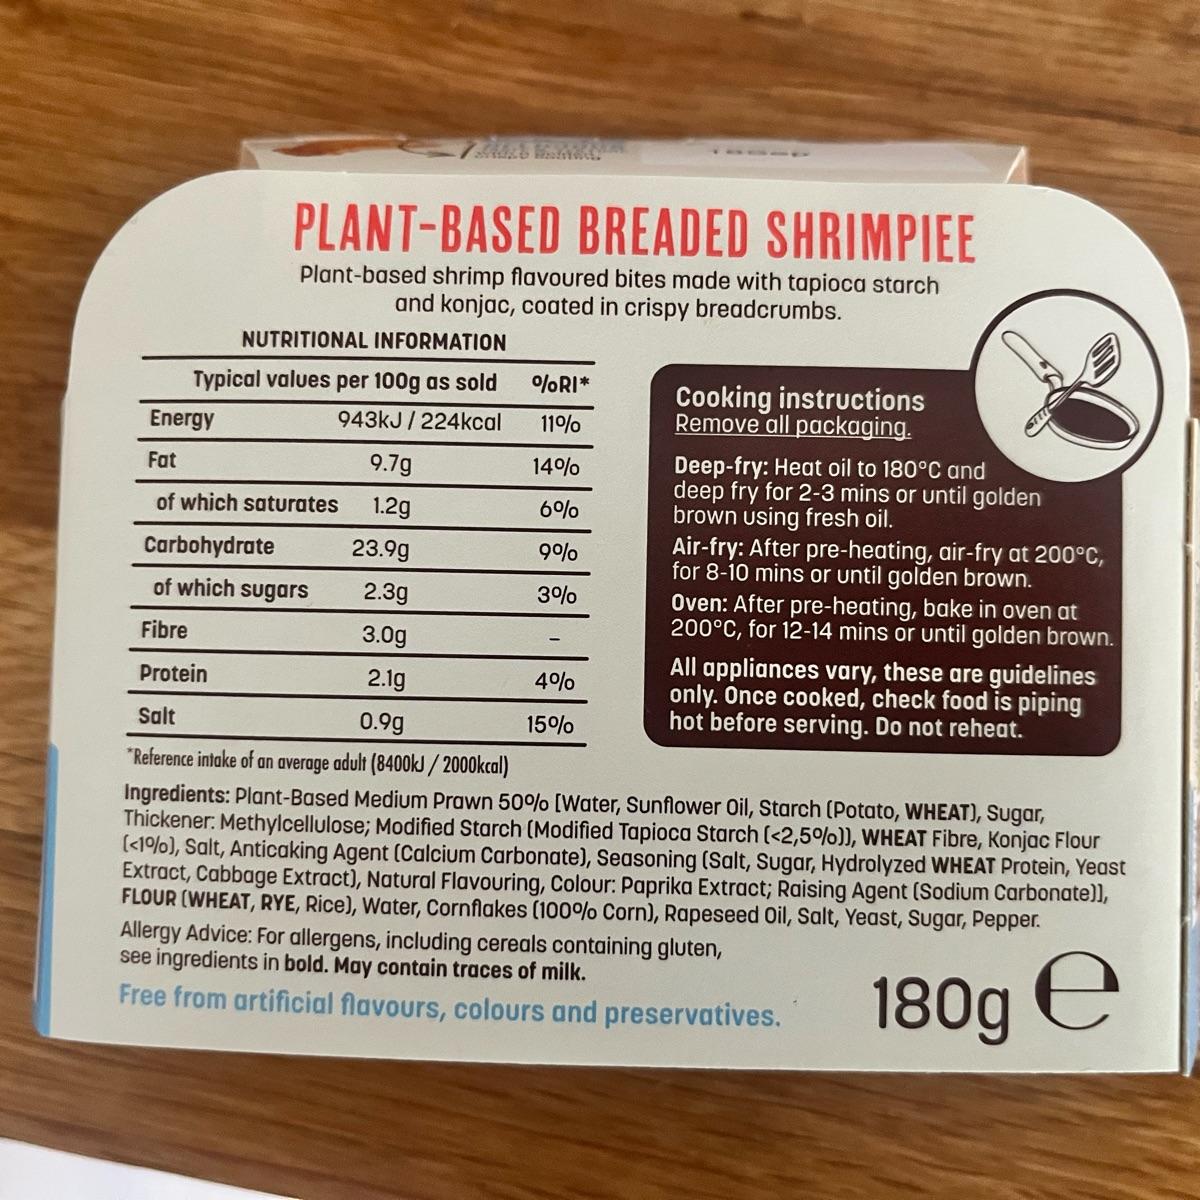 PLANT-BASED BREADED SHRIMPIEE
Plant-based shrimp flavoured bites made with tapioca starch
and konjac, coated in crispy breadcrumbs.
NUTRITIONAL INFORMATION
Typical values per 100g as sold %RI*
Energy 943kJ / 224kcal 11%
Fat 9.7g 14%
of which saturates 1.2g 6%
Carbohydrate 23.9g 9%
of which sugars 2.3g 3%
Fibre 3.0g –
Protein 2.1g 4%
Salt 0.9g 15%
*Reference intake of an average adult (8400kJ / 2000kcal)
Cooking instructions
Remove all packaging.
Deep-fry: Heat oil to 180°C and
deep fry for 2-3 mins or until golden
brown using fresh oil.
Air-fry: After pre-heating, air-fry at 200°C,
for 8-10 mins or until golden brown.
Oven: After pre-heating, bake in oven at
200°C, for 12-14 mins or until golden brown.
All appliances vary, these are guidelines
only. Once cooked, check food is piping
hot before serving. Do not reheat.
Ingredients: Plant-Based Medium Prawn 50% [Water, Sunflower Oil, Starch (Potato, WHEAT), Sugar,
Thickener: Methylcellulose; Modified Starch (Modified Tapioca Starch (<2,5%)), WHEAT Fibre, Konjac Flour
(<1%), Salt, Anticaking Agent (Calcium Carbonate), Seasoning (Salt, Sugar, Hydrolyzed WHEAT Protein, Yeast
Extract, Cabbage Extract), Natural Flavouring, Colour: Paprika Extract; Raising Agent (Sodium Carbonate)],
FLOUR (WHEAT, RYE, Rice), Water, Cornflakes (100% Corn), Rapeseed Oil, Salt, Yeast, Sugar, Pepper.
Allergy Advice: For allergens, including cereals containing gluten,
see ingredients in bold. May contain traces of milk.
Free from artificial flavours, colours and preservatives.
180g e